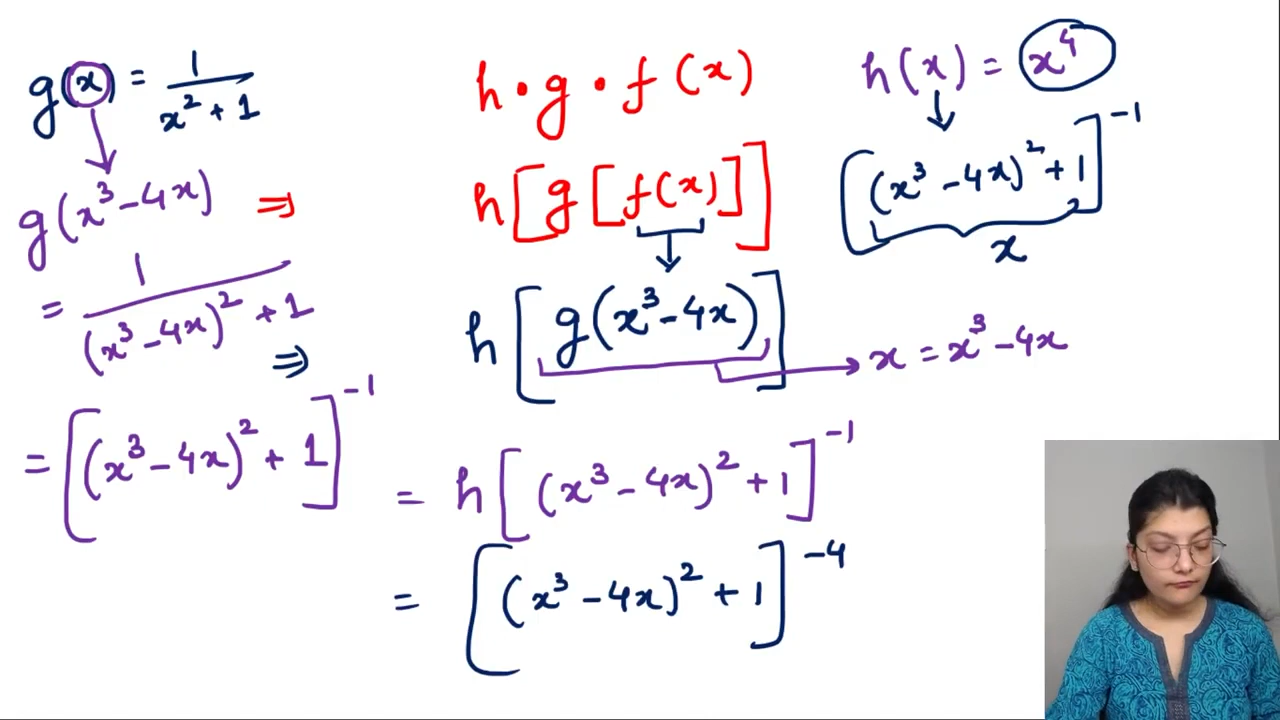 g(x) = 1/(x² + 1)
g(x³ − 4x) ⇒
= 1/((x³ − 4x)² + 1) ⇒
= [(x³ − 4x)² + 1]⁻¹
h · g · f(x)
h[g[f(x)]]
h[g(x³ − 4x)]
→ x = x³ − 4x
= h[(x³ − 4x)² + 1]⁻¹
= [(x³ − 4x)² + 1]⁻⁴
h(x) = x⁴
[(x³ − 4x)² + 1]⁻¹
x